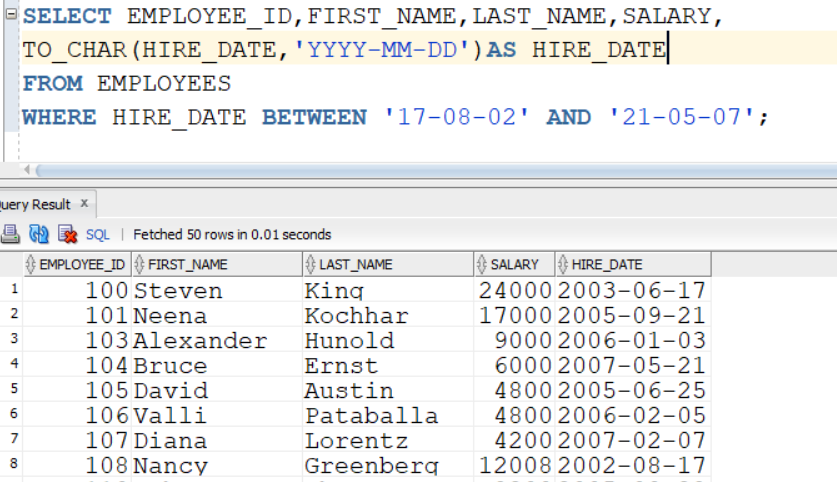 SELECT EMPLOYEE_ID,FIRST_NAME,LAST_NAME,SALARY,
TO_CHAR(HIRE_DATE,'YYYY-MM-DD')AS HIRE_DATE
FROM EMPLOYEES
WHERE HIRE_DATE BETWEEN '17-08-02' AND '21-05-07';
uery Result x
SQL | Fetched 50 rows in 0.01 seconds
EMPLOYEE_ID FIRST_NAME LAST_NAME SALARY HIRE_DATE
1 100 Steven King 24000 2003-06-17
2 101 Neena Kochhar 17000 2005-09-21
3 103 Alexander Hunold 9000 2006-01-03
4 104 Bruce Ernst 6000 2007-05-21
5 105 David Austin 4800 2005-06-25
6 106 Valli Pataballa 4800 2006-02-05
7 107 Diana Lorentz 4200 2007-02-07
8 108 Nancy Greenberg 12008 2002-08-17